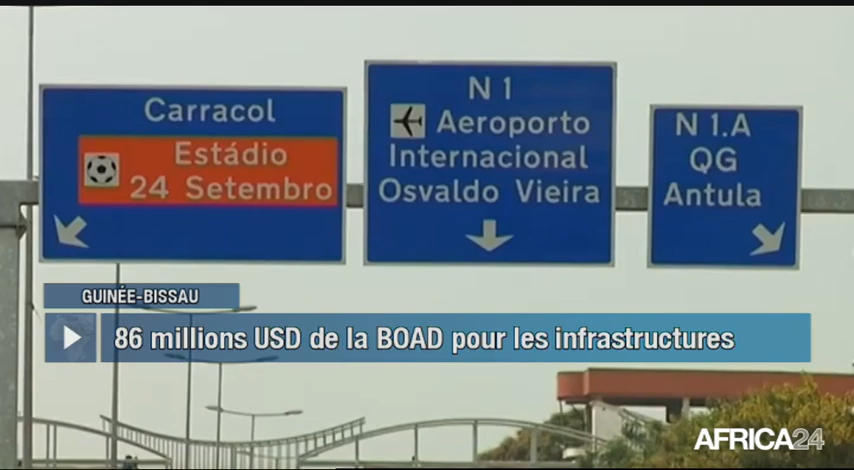 Carracol
Estádio
24 Setembro
N 1
Aeroporto
Internacional
Osvaldo Vieira
N 1.A
QG
Antula
GUINÉE-BISSAU
86 millions USD de la BOAD pour les infrastructures
AFRICA24